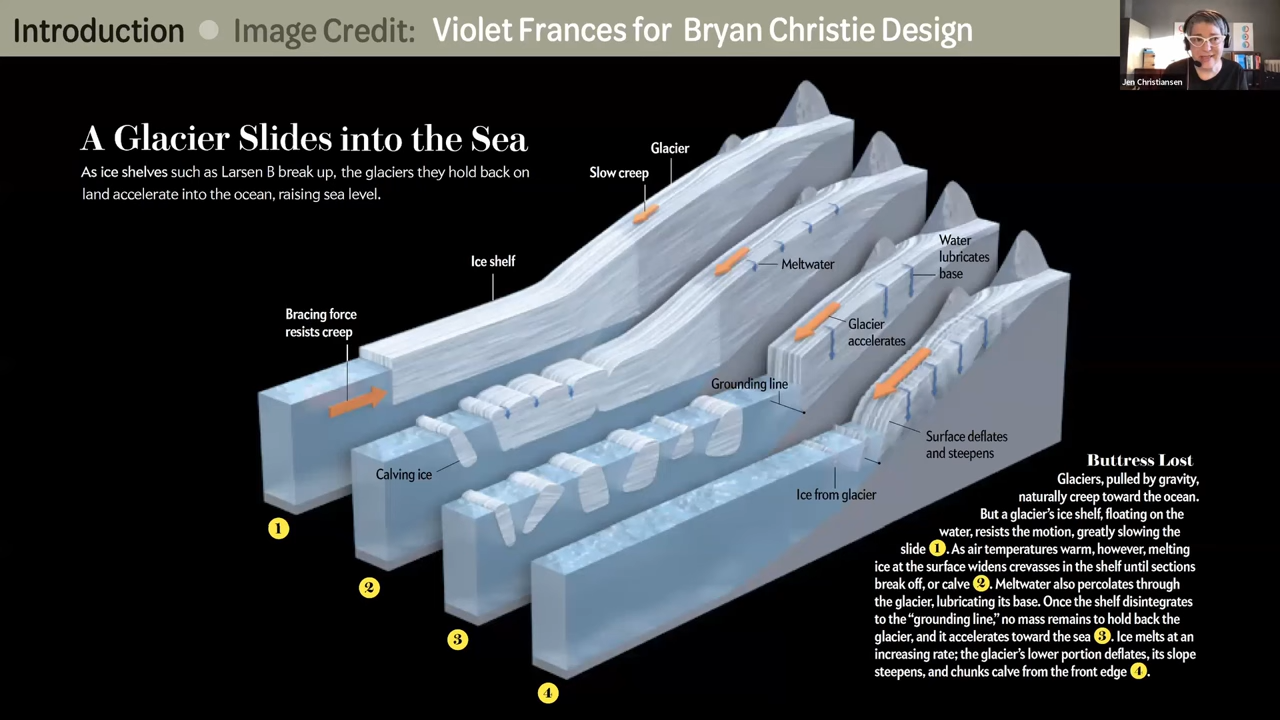 Introduction Image Credit: Violet Frances for Bryan Christie Design
Jen Christiansen
A Glacier Slides into the Sea
As ice shelves such as Larsen B break up, the glaciers they hold back on
land accelerate into the ocean, raising sea level.
Glacier
Slow creep
Ice shelf
Bracing force
resists creep
Meltwater
Water
lubricates
base
Glacier
accelerates
Grounding line
Calving ice
Surface deflates
and steepens
Ice from glacier
1
2
3
4
Buttress Lost
Glaciers, pulled by gravity,
naturally creep toward the ocean.
But a glacier's ice shelf, floating on the
water, resists the motion, greatly slowing the
slide 1. As air temperatures warm, however, melting
ice at the surface widens crevasses in the shelf until sections
break off, or calve 2. Meltwater also percolates through
the glacier, lubricating its base. Once the shelf disintegrates
to the “grounding line,” no mass remains to hold back the
glacier, and it accelerates toward the sea 3. Ice melts at an
increasing rate; the glacier's lower portion deflates, its slope
steepens, and chunks calve from the front edge 4.